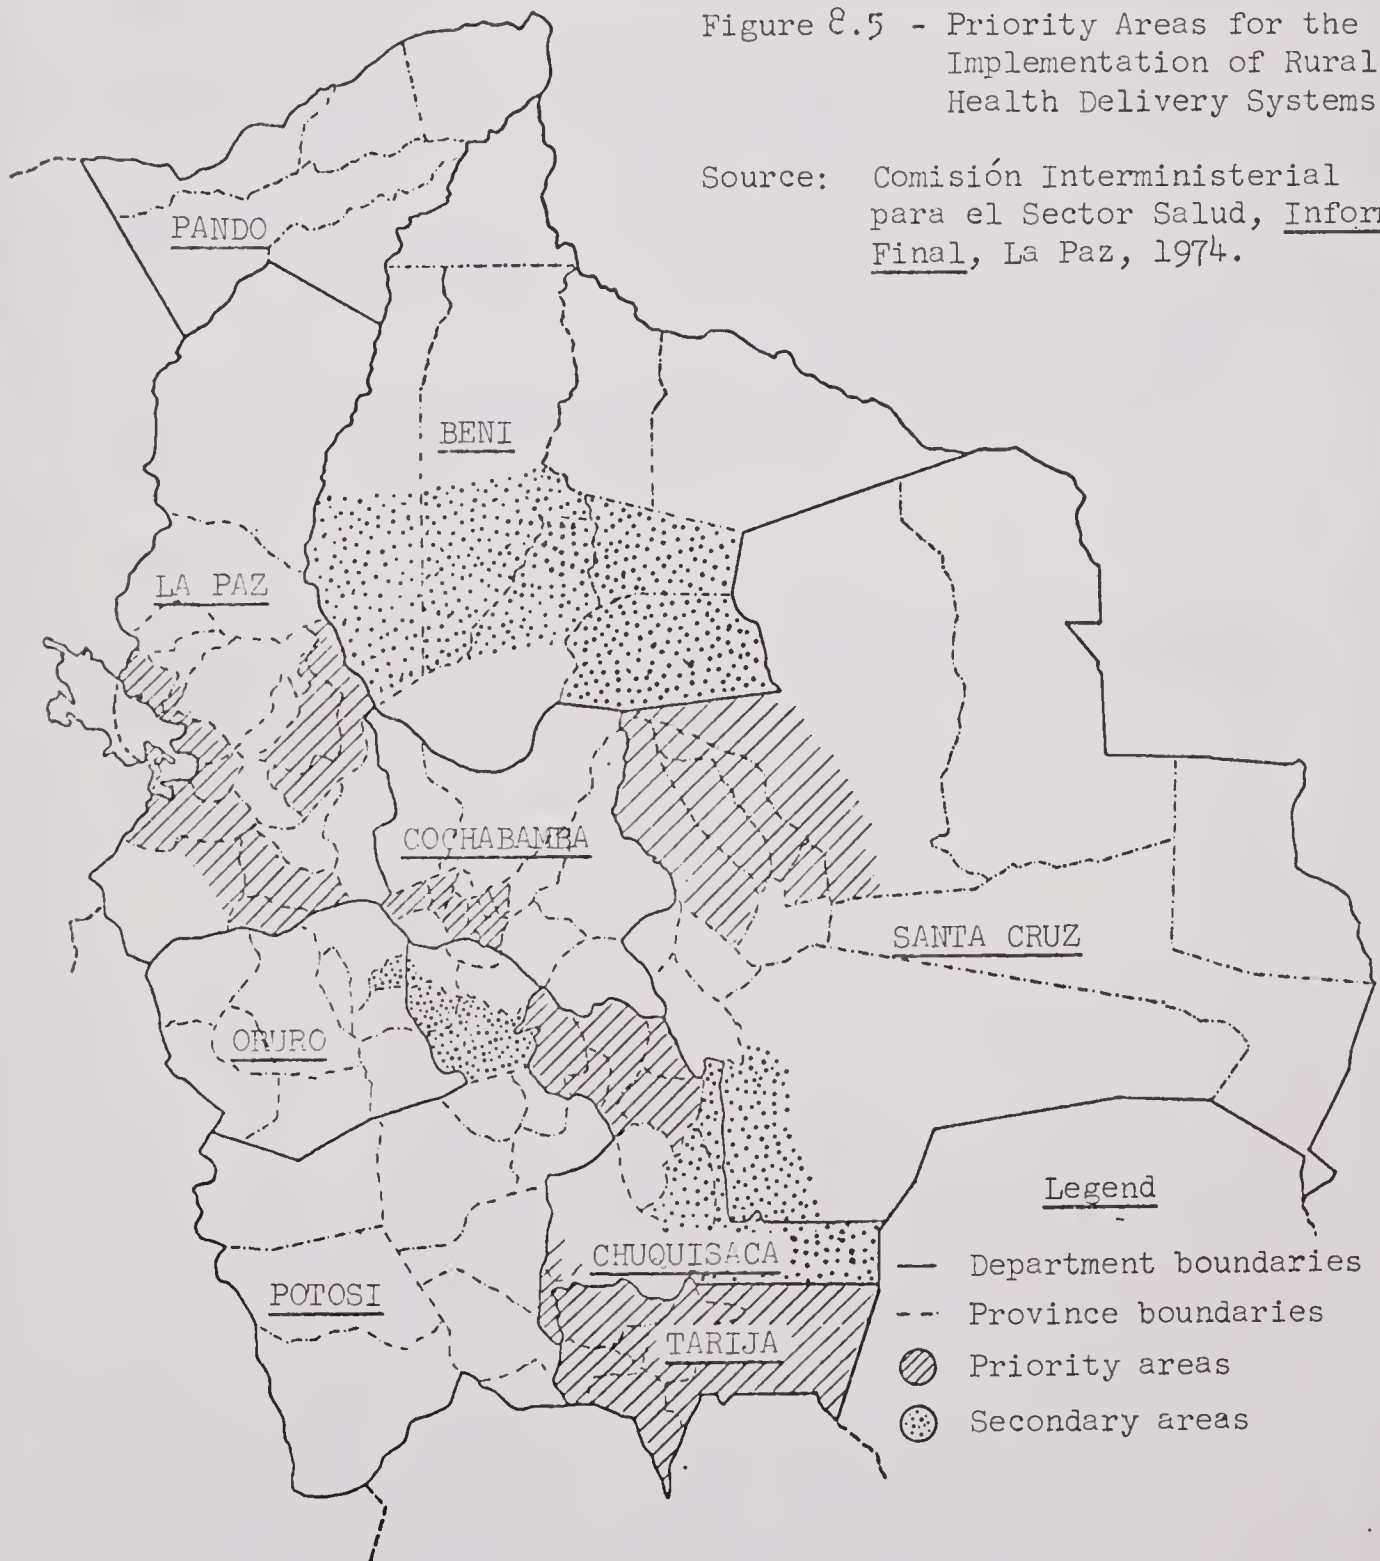 Figure 8.5 - Priority Areas for the
Implementation of Rural
Health Delivery Systems
Source: Comisión Interministerial
para el Sector Salud, Infor
Final, La Paz, 1974.
PANDO
BENI
LA PAZ
COCHABAMBA
SANTA CRUZ
ORURO
Legend
CHUQUISACA
Department boundaries
POTOSI
Province boundaries
TARIJA
Priority areas
Secondary areas